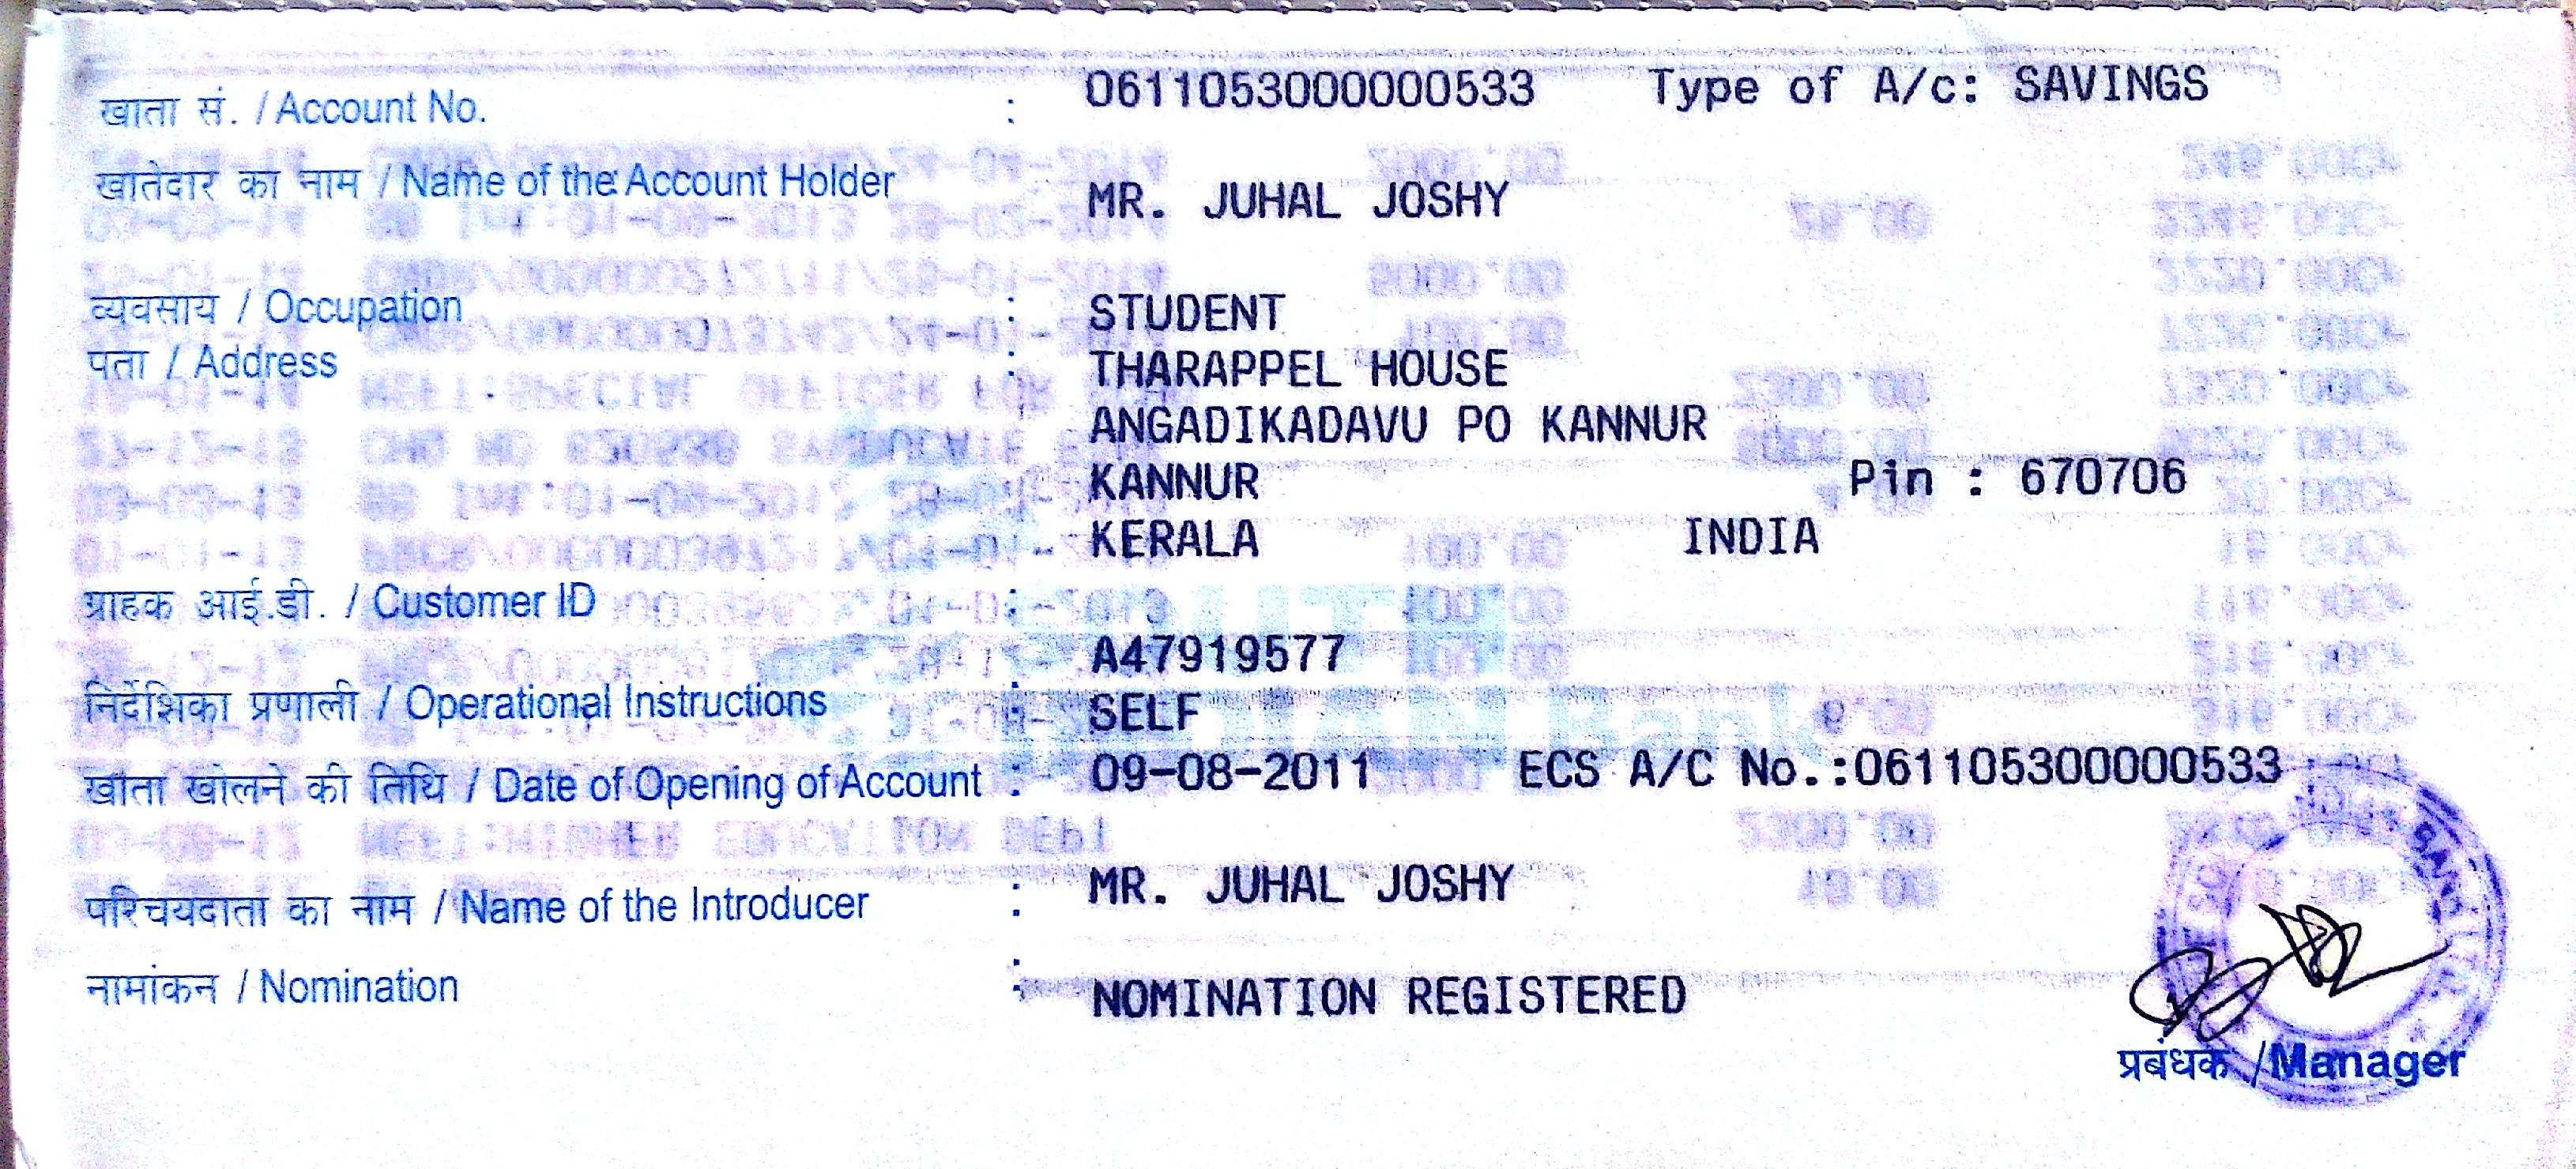 खाता सं. / Account No. : 0611053000000533 Type of A/c: SAVINGS
खातेदार का नाम / Name of the Account Holder : MR. JUHAL JOSHY
व्यवसाय / Occupation : STUDENT
पता / Address : THARAPPEL HOUSE
ANGADIKADAVU PO KANNUR
KANNUR Pin : 670706
KERALA INDIA
ग्राहक आई.डी. / Customer ID :
A47919577
निर्देशिका प्रणाली / Operational Instructions : SELF
खाता खोलने की तिथि / Date of Opening of Account : 09-08-2011 ECS A/C No.:061105300000533
परिचयदाता का नाम / Name of the Introducer : MR. JUHAL JOSHY
नामांकन / Nomination : NOMINATION REGISTERED
प्रबंधक / Manager